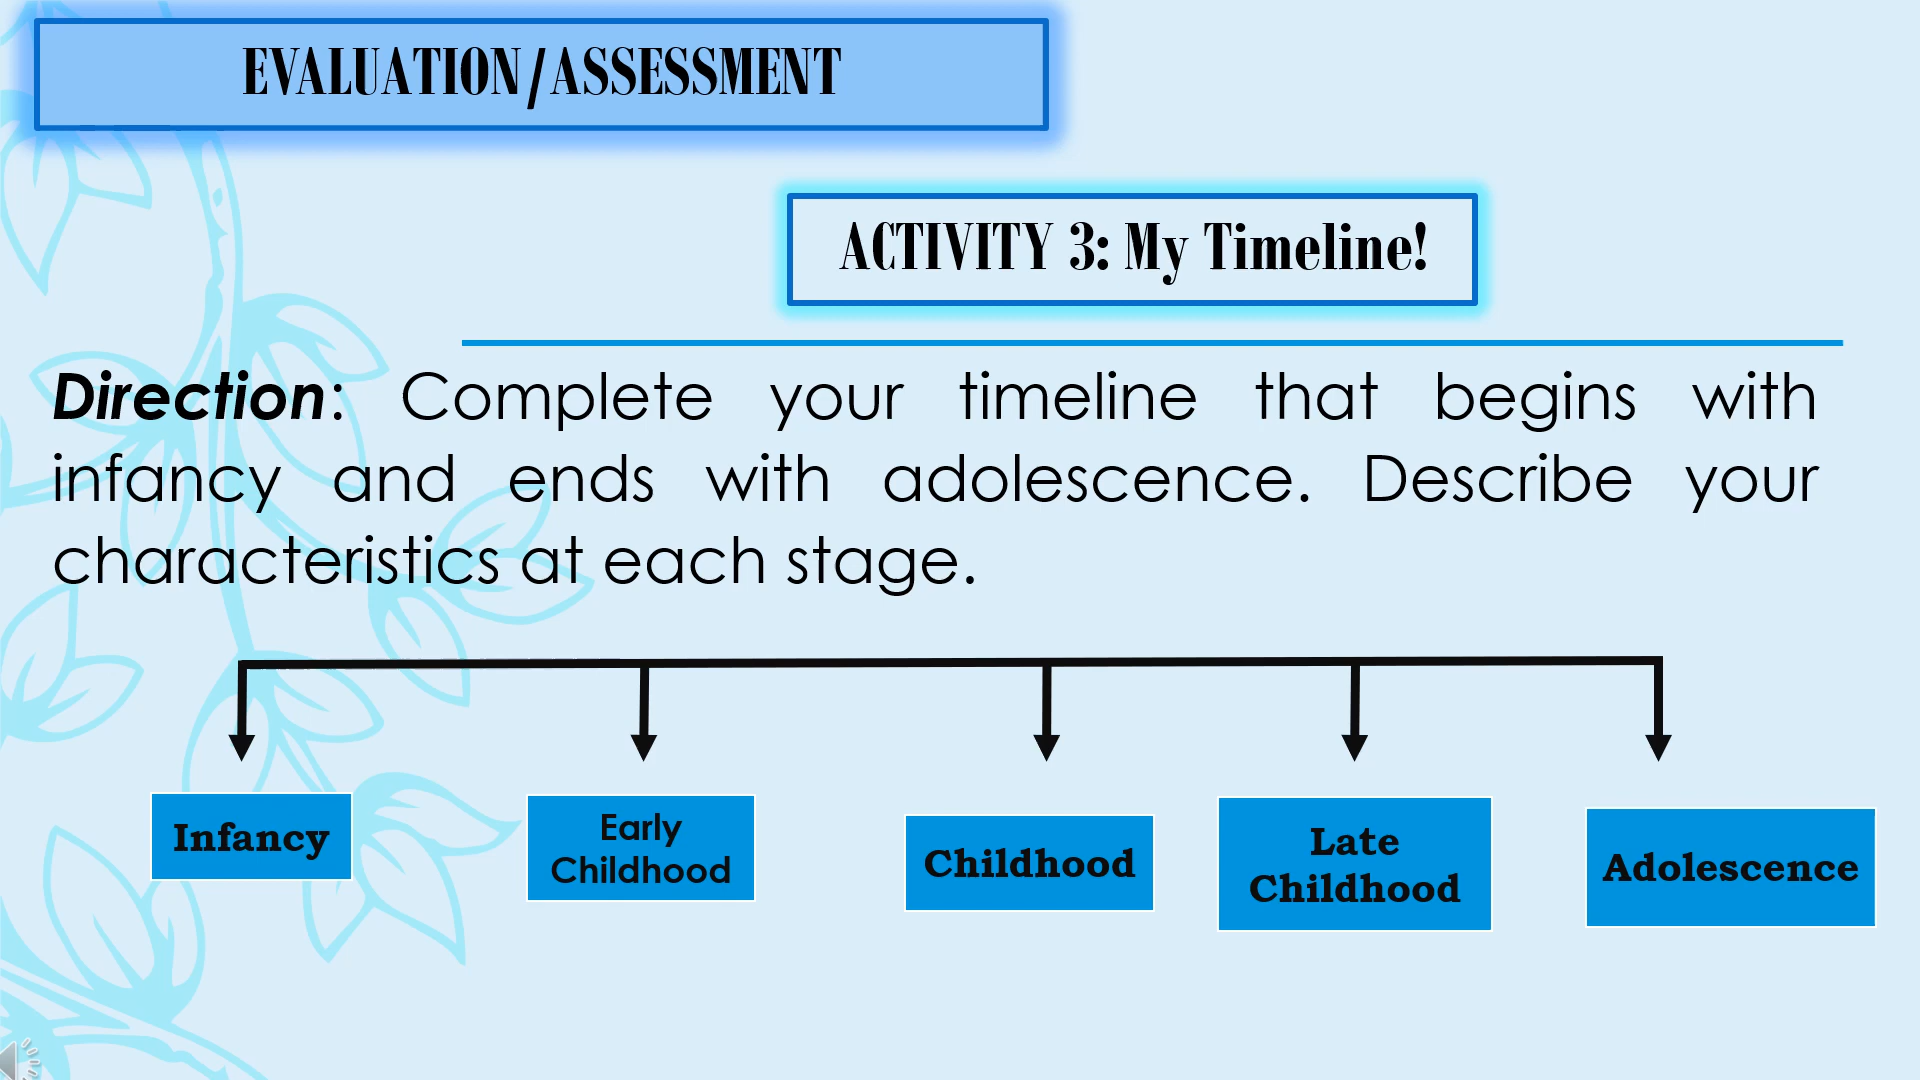 EVALUATION/ASSESSMENT
ACTIVITY 3: My Timeline!
Direction: Complete your timeline that begins with
infancy and ends with adolescence. Describe your
characteristics at each stage.
Infancy
Early
Childhood
Childhood
Late
Childhood
Adolescence